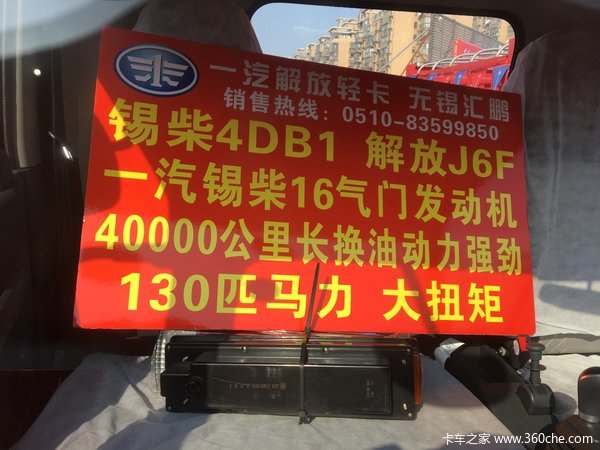 一汽解放轻卡 无锡汇鹏
销售热线：0510-83599850
锡柴4DB1 解放J6F
一汽锡柴16气门发动机
40000公里长换油动力强劲
130匹马力 大扭矩
卡车之家 www.360che.com